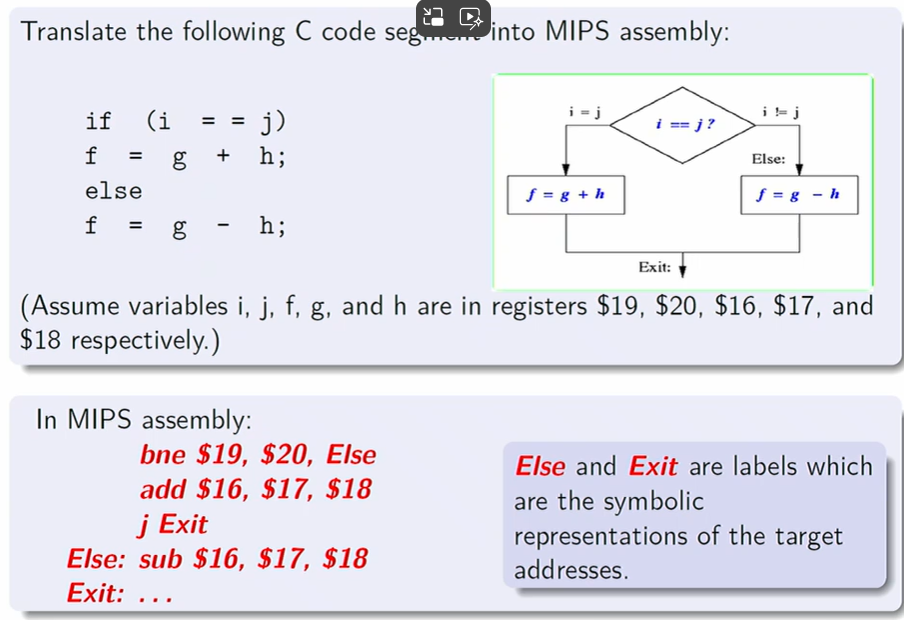 Translate the following C code segment into MIPS assembly:
if (i = = j)
f = g + h;
else
f = g - h;
i = j
i == j ?
i != j
Else:
f = g + h
f = g - h
Exit:
(Assume variables i, j, f, g, and h are in registers $19, $20, $16, $17, and
$18 respectively.)
In MIPS assembly:
bne $19, $20, Else
add $16, $17, $18
j Exit
Else: sub $16, $17, $18
Exit: ...
Else and Exit are labels which
are the symbolic
representations of the target
addresses.